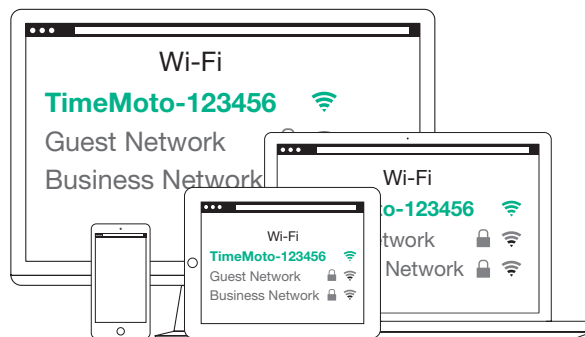 Wi-Fi
TimeMoto-123456
Guest Network
Business Network
Wi-Fi
o-123456
etwork
Network
Wi-Fi
TimeMoto-123456
Guest Network
Business Network